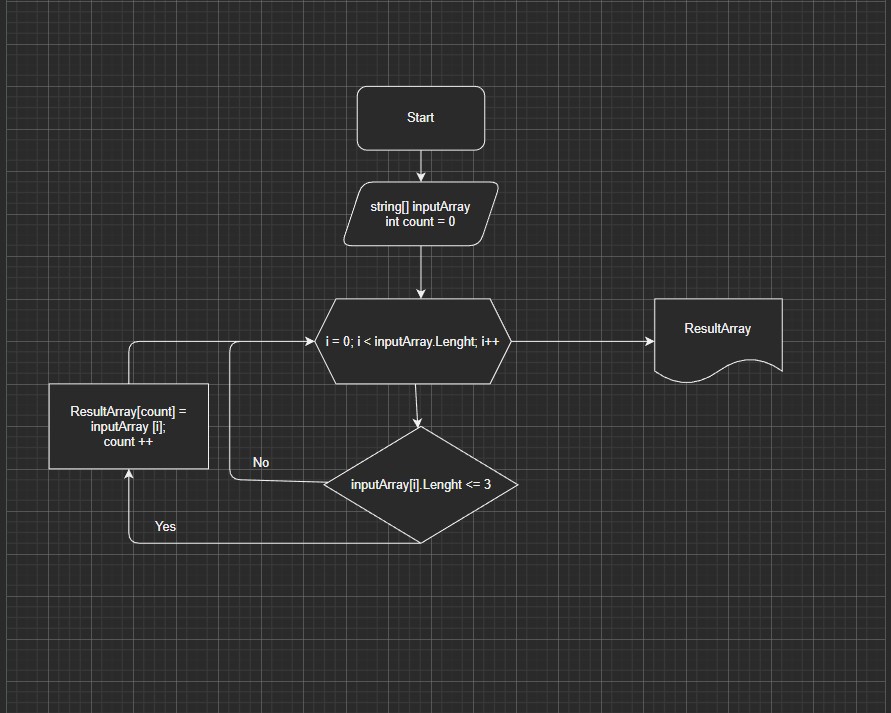 Start
string[] inputArray
int count = 0
i = 0; i < inputArray.Lenght; i++
ResultArray
ResultArray[count] =
inputArray [i];
count ++
No
inputArray[i].Lenght <= 3
Yes